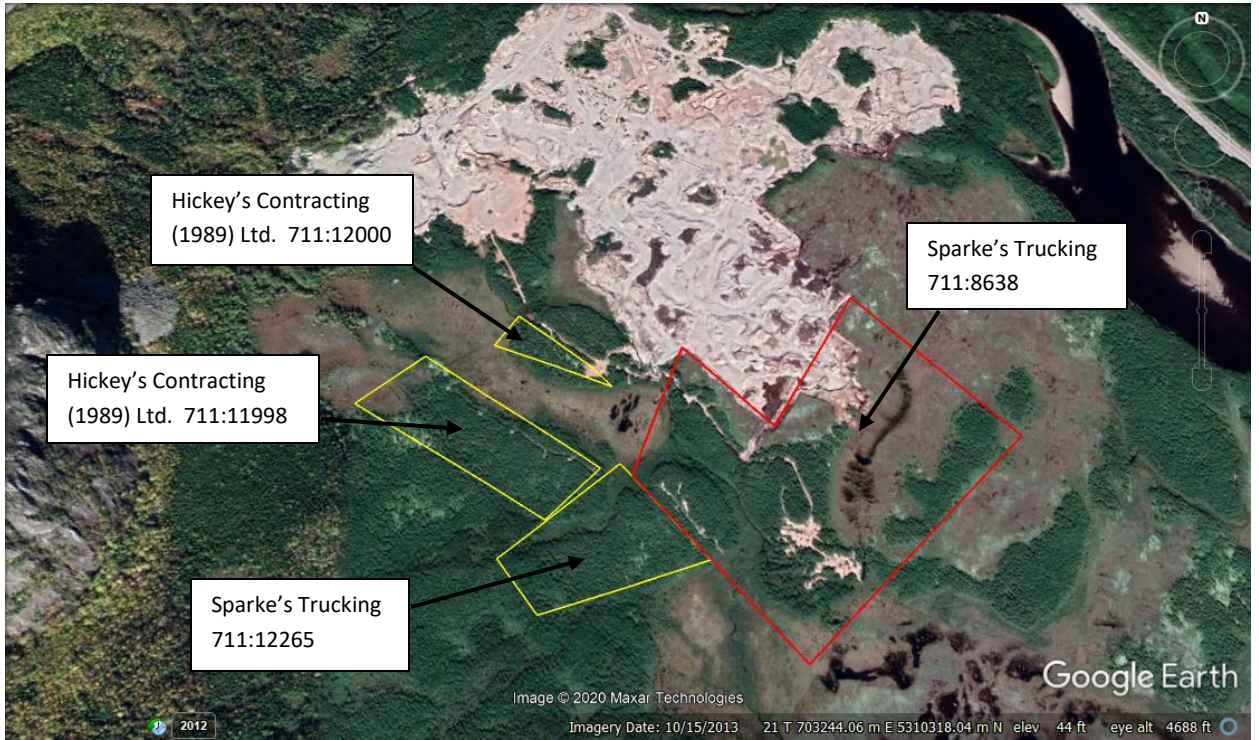 N
Hickey’s Contracting
(1989) Ltd.  711:12000
Sparke’s Trucking
711:8638
Hickey’s Contracting
(1989) Ltd.  711:11998
Sparke’s Trucking
711:12265
Google Earth
Image © 2020 Maxar Technologies
2012
Imagery Date: 10/15/2013    21 T 703244.06 m E 5310318.04 m N   elev    44 ft    eye alt   4688 ft